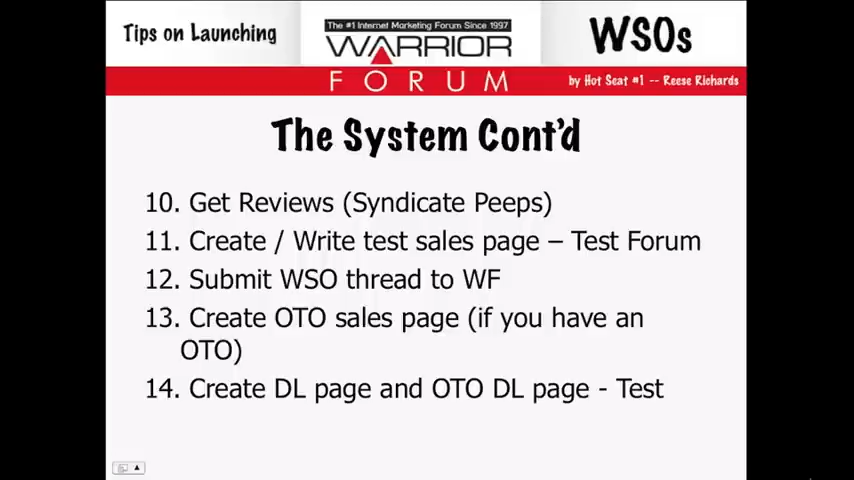 Tips on Launching
The #1 Internet Marketing Forum Since 1997
WARRIOR
FORUM
WSOs
by Hot Seat #1 -- Reese Richards
The System Cont'd
10. Get Reviews (Syndicate Peeps)
11. Create / Write test sales page – Test Forum
12. Submit WSO thread to WF
13. Create OTO sales page (if you have an
OTO)
14. Create DL page and OTO DL page - Test